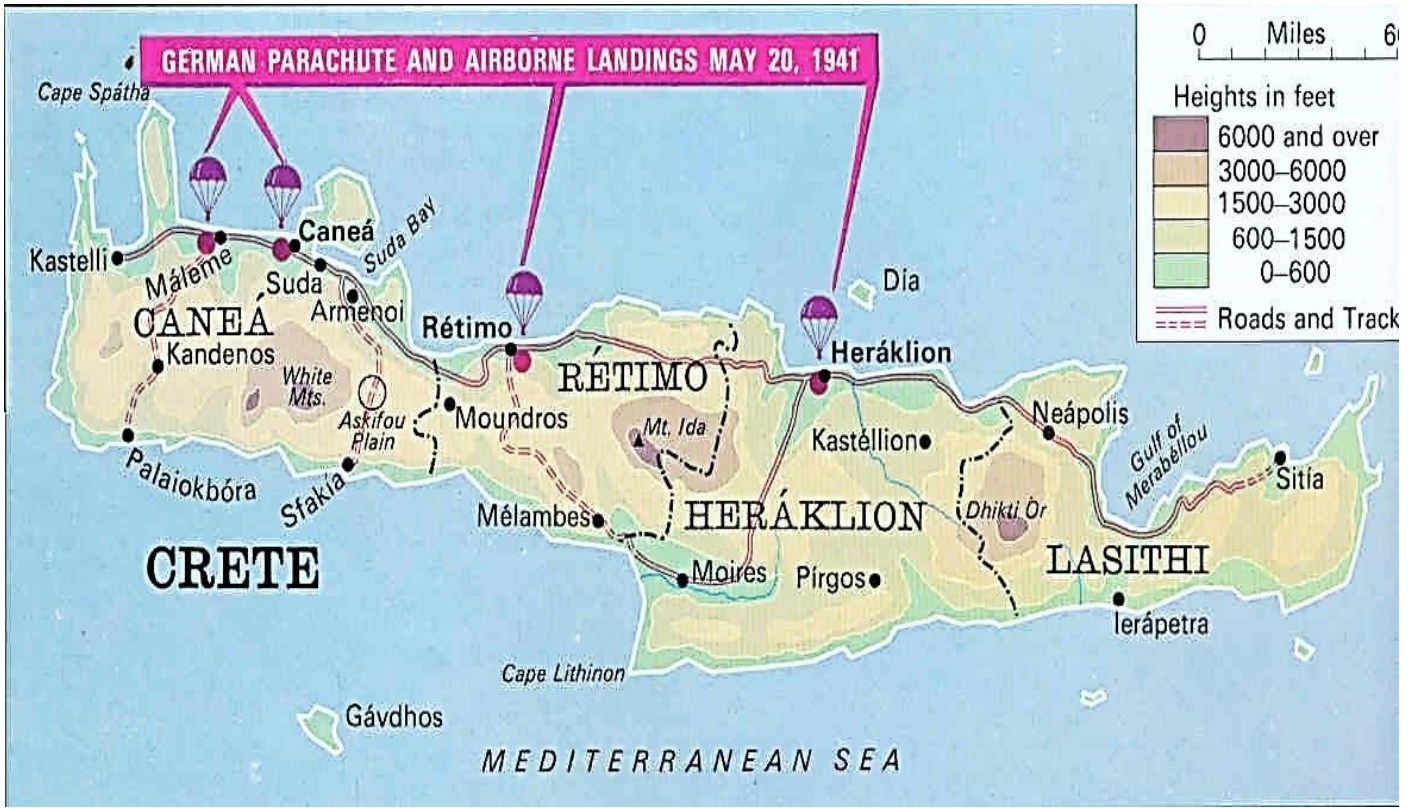 GERMAN PARACHUTE AND AIRBORNE LANDINGS MAY 20, 1941
0 Miles
Heights in feet
6000 and over
3000–6000
1500–3000
600–1500
0–600
Roads and Track
Cape Spátha
Kastelli
Máleme
Caneá
Suda Bay
Suda
Armenoi
CANEÁ
Kandenos
White
Mts.
Askifou
Plain
Palaiokbóra
Sfakía
Rétimo
RÉTIMO
Moundros
Mt. Ida
Mélambes
Día
Heráklion
Kastéllion
HERÁKLION
Moires
Pírgos
Neápolis
Gulf of
Merabéllou
Sitía
Dhikti Or
LASITHI
Ierápetra
CRETE
Cape Lithinon
Gávdhos
MEDITERRANEAN SEA